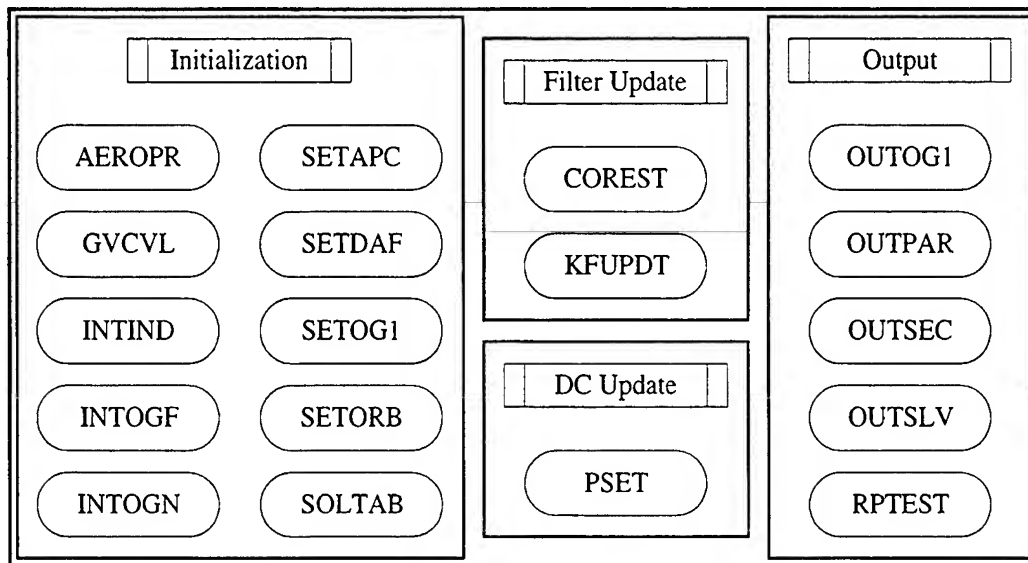 Initialization
AEROPR SETAPC
GVCVL SETDAF
INTIND SETOG1
INTOGF SETORB
INTOGN SOLTAB
Filter Update
COREST
KFUPDT
DC Update
PSET
Output
OUTOG1
OUTPAR
OUTSEC
OUTSLV
RPTEST